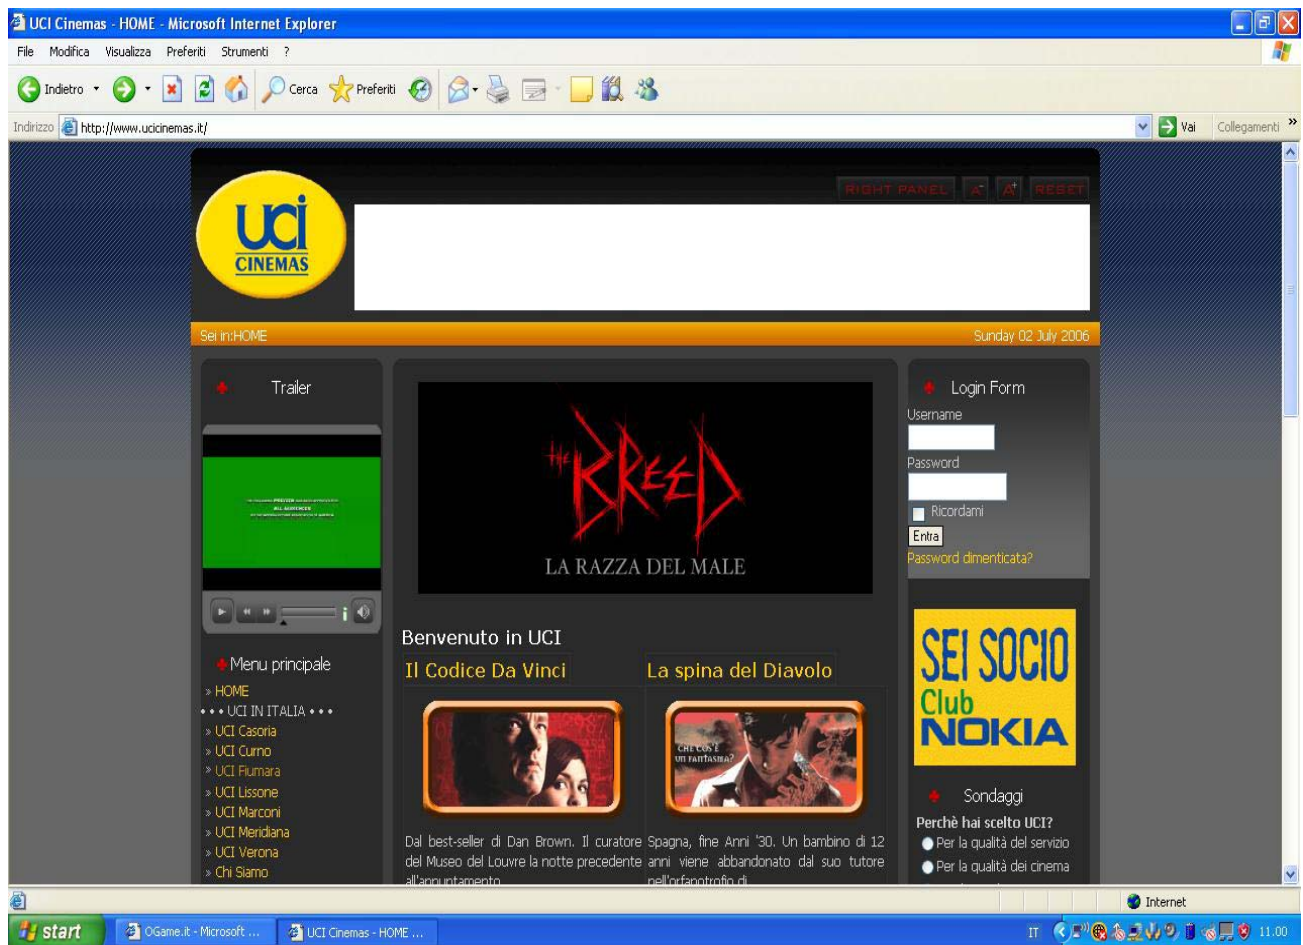 UCI Cinemas - HOME - Microsoft Internet Explorer
File Modifica Visualizza Preferiti Strumenti ?
Indietro Cerca Preferiti
Indirizzo http://www.ucicinemas.it/ Vai Collegamenti »
RIGHT PANEL A- A+ RESET
uci
CINEMAS
Sei in:HOME Sunday 02 July 2006
Trailer
PREVIEW
ALL AUDIENCES
i
Menu principale
» HOME
• • • UCI IN ITALIA • • •
» UCI Casoria
» UCI Curno
» UCI Fiumara
» UCI Lissone
» UCI Marconi
» UCI Meridiana
» UCI Verona
» Chi Siamo
THE BREED
LA RAZZA DEL MALE
Benvenuto in UCI
Il Codice Da Vinci
Dal best-seller di Dan Brown. Il curatore
del Museo del Louvre la notte precedente
all'appuntamento
La spina del Diavolo
CHE COS'È
UN FANTASMA?
Spagna, fine Anni '30. Un bambino di 12
anni viene abbandonato dal suo tutore
nell'orfanotrofio di
Login Form
Username
Password
Ricordami
Entra
Password dimenticata?
SEI SOCIO
Club
NOKIA
Sondaggi
Perchè hai scelto UCI?
Per la qualità del servizio
Per la qualità dei cinema
Internet
start OGame.it - Microsoft ... UCI Cinemas - HOME ... IT 11.00